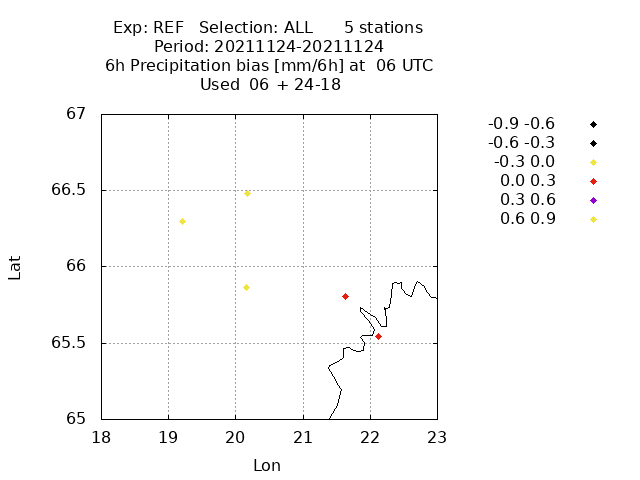 Exp: REF   Selection: ALL      5 stations
Period: 20211124-20211124
6h Precipitation bias [mm/6h] at  06 UTC
Used  06 + 24-18
67
66.5
66
65.5
65
Lat
18 19 20 21 22 23
Lon
-0.9 -0.6
-0.6 -0.3
-0.3 0.0
0.0 0.3
0.3 0.6
0.6 0.9